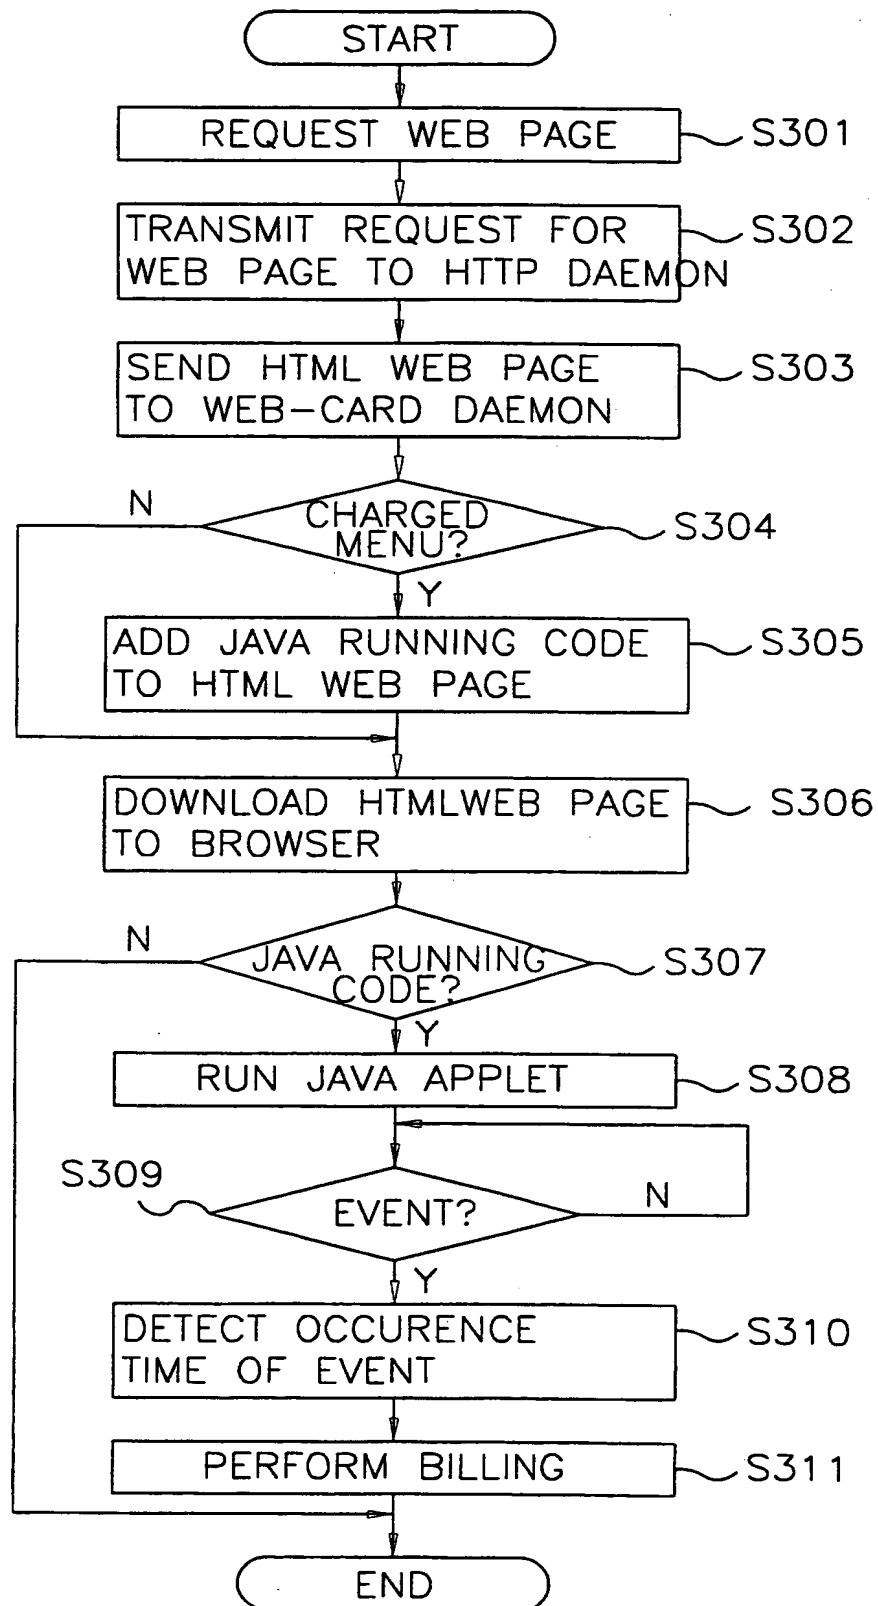 START
REQUEST WEB PAGE
S301
TRANSMIT REQUEST FOR
WEB PAGE TO HTTP DAEMON
S302
SEND HTML WEB PAGE
TO WEB-CARD DAEMON
S303
N
CHARGED
MENU?
S304
Y
ADD JAVA RUNNING CODE
TO HTML WEB PAGE
S305
DOWNLOAD HTMLWEB PAGE
TO BROWSER
S306
N
JAVA RUNNING
CODE?
S307
Y
RUN JAVA APPLET
S308
S309
EVENT?
N
Y
DETECT OCCURENCE
TIME OF EVENT
S310
PERFORM BILLING
S311
END